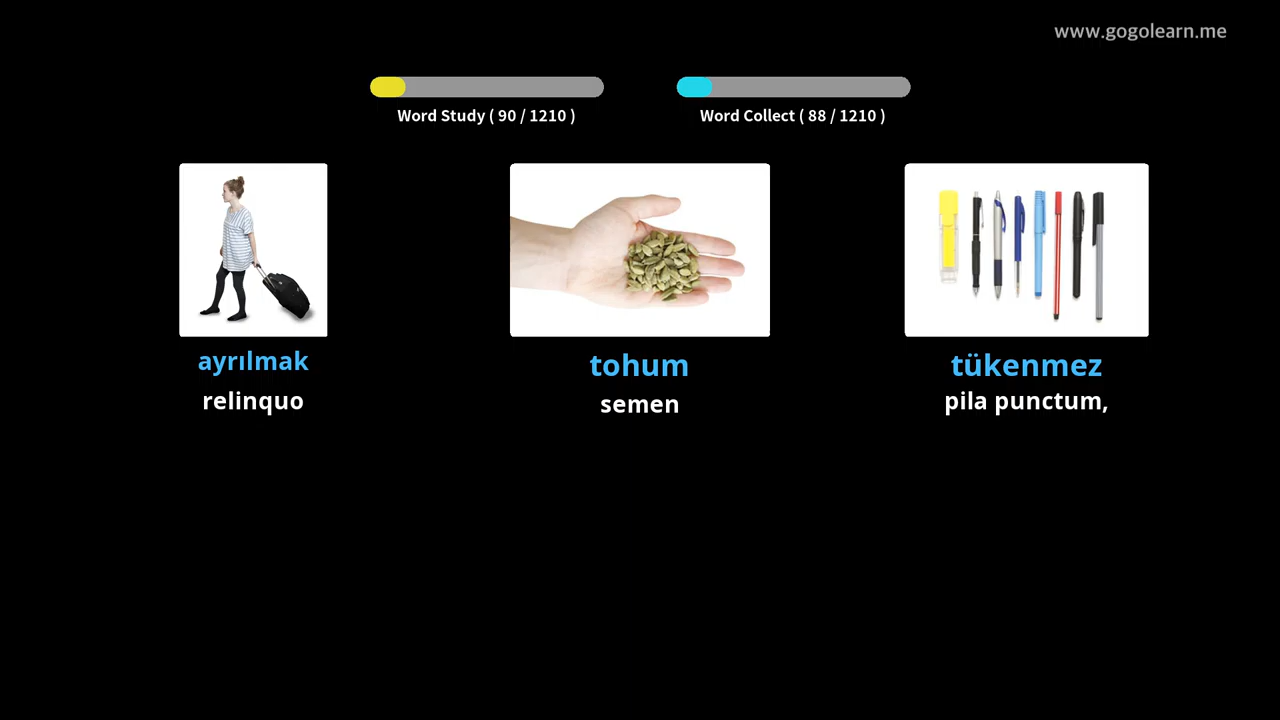 www.gogolearn.me
Word Study ( 90 / 1210 )
Word Collect ( 88 / 1210 )
ayrılmak
relinquo
tohum
semen
tükenmez
pila punctum,